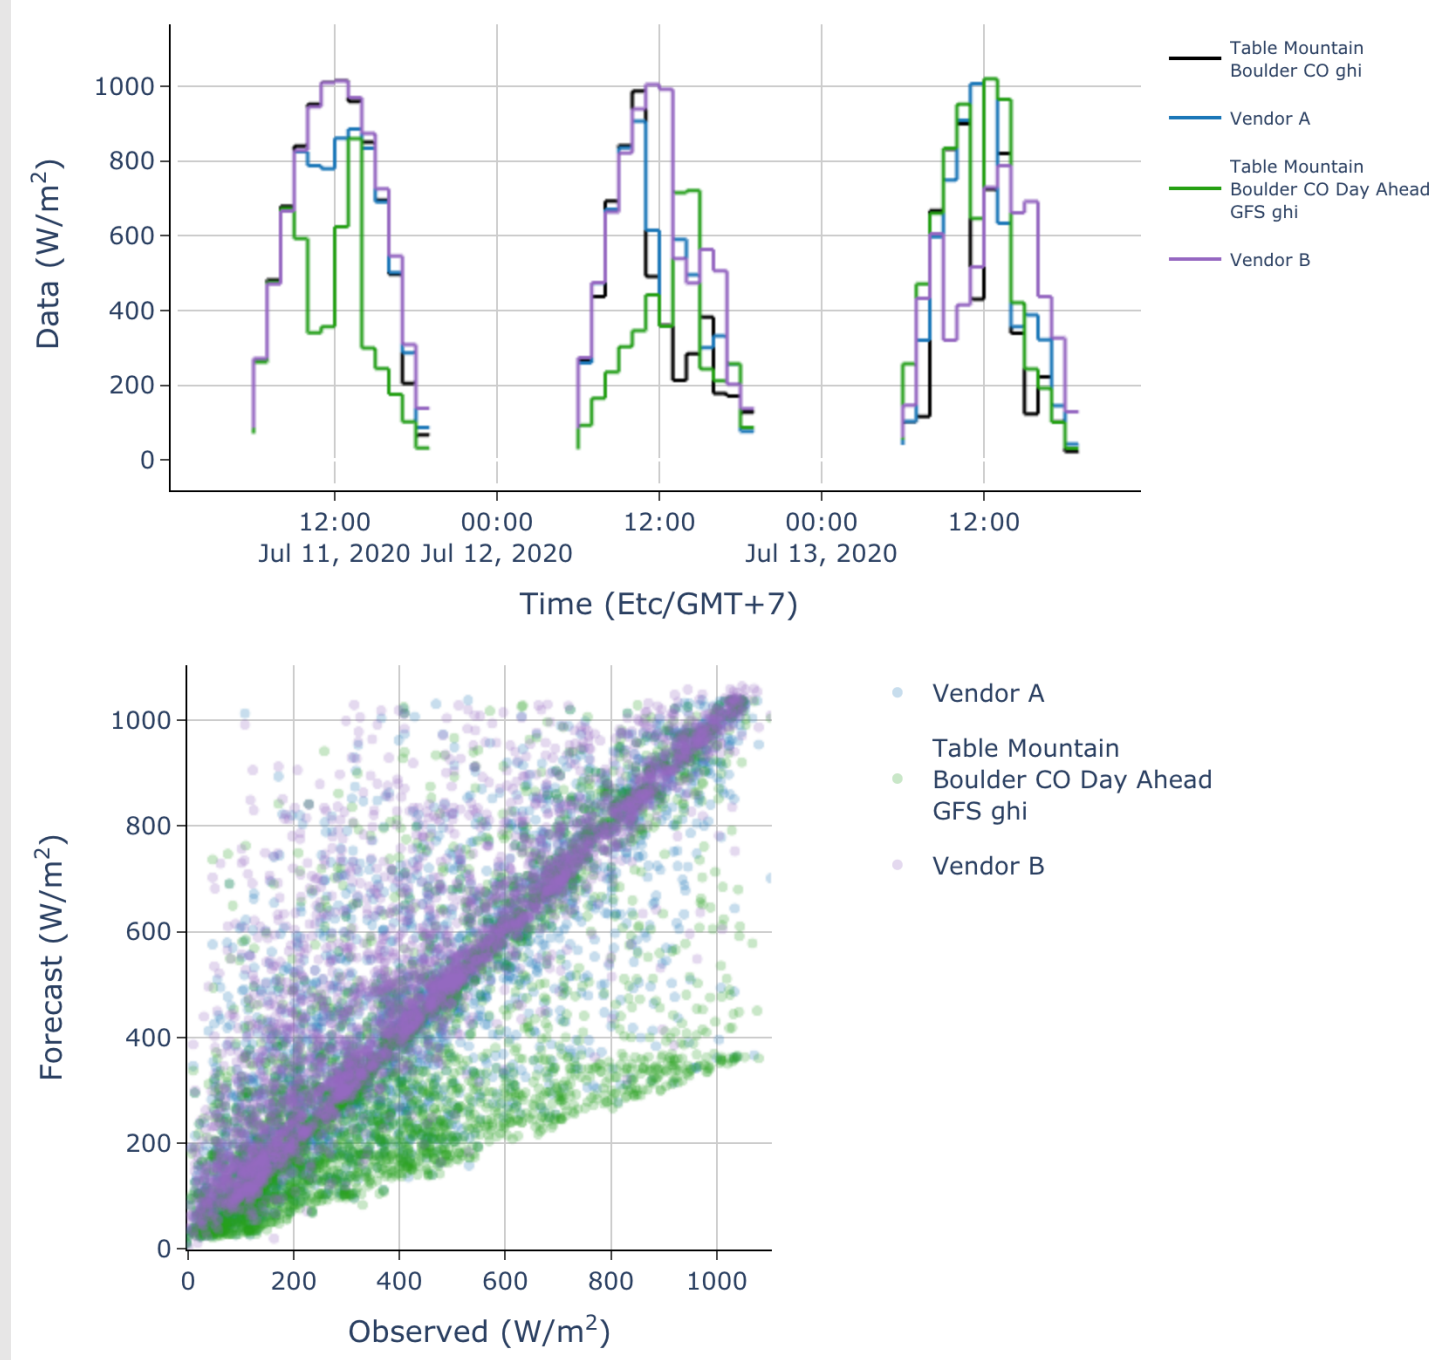 1000
800
600
400
200
0
Data (W/m²)
12:00
00:00
12:00
00:00
12:00
Jul 11, 2020
Jul 12, 2020
Jul 13, 2020
Time (Etc/GMT+7)
Table Mountain
Boulder CO ghi
Vendor A
Table Mountain
Boulder CO Day Ahead
GFS ghi
Vendor B
1000
800
600
400
200
0
Forecast (W/m²)
0
200
400
600
800
1000
Observed (W/m²)
Vendor A
Table Mountain
Boulder CO Day Ahead
GFS ghi
Vendor B